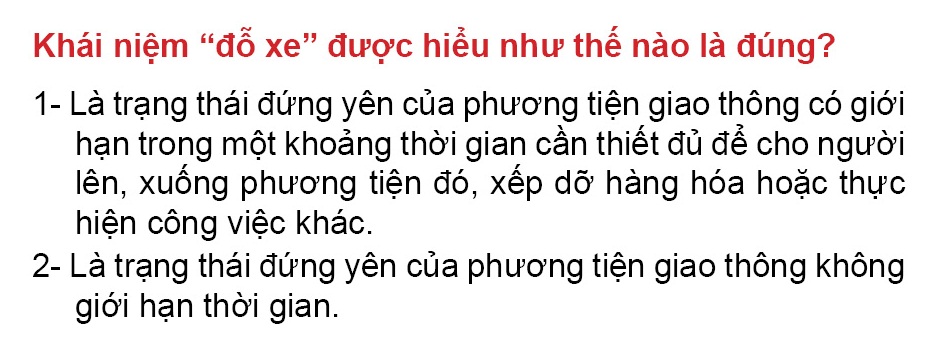 Khái niệm “đỗ xe” được hiểu như thế nào là đúng?
1- Là trạng thái đứng yên của phương tiện giao thông có giới
hạn trong một khoảng thời gian cần thiết đủ để cho người
lên, xuống phương tiện đó, xếp dỡ hàng hóa hoặc thực
hiện công việc khác.
2- Là trạng thái đứng yên của phương tiện giao thông không
giới hạn thời gian.